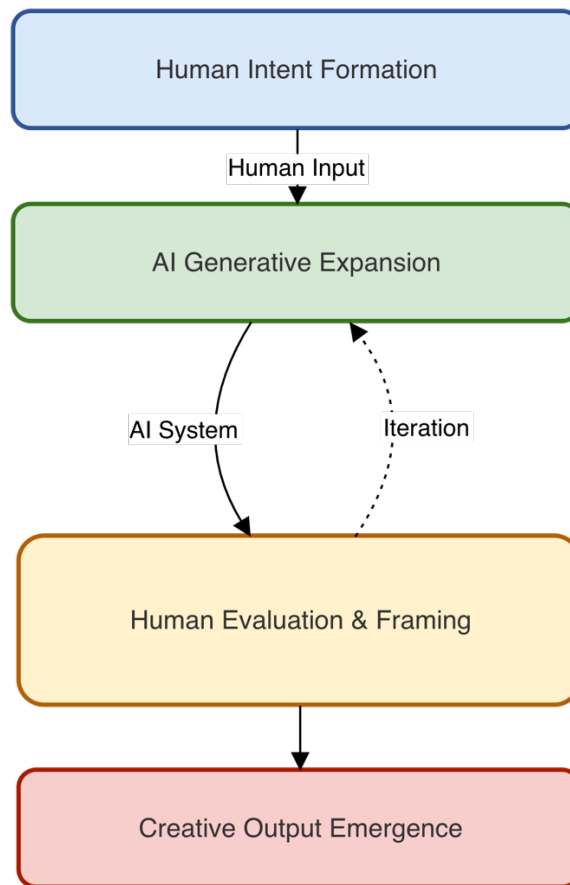 Human Intent Formation
Human Input
AI Generative Expansion
AI System
Iteration
Human Evaluation & Framing
Creative Output Emergence